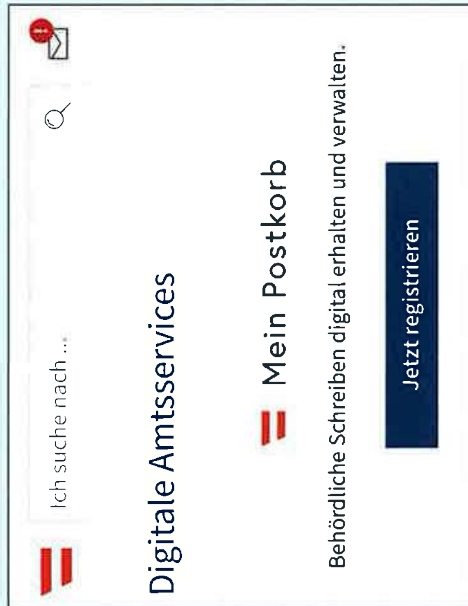 Ich suche nach ...
Digitale Amtsservices
Mein Postkorb
Behördliche Schreiben digital erhalten und verwalten.
Jetzt registrieren